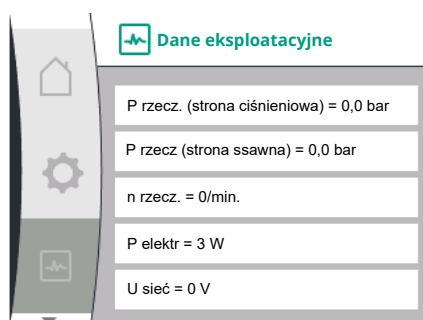 Dane eksploatacyjne
P rzecz. (strona ciśnieniowa) = 0,0 bar
P rzecz (strona ssawna) = 0,0 bar
n rzecz. = 0/min.
P elektr = 3 W
U sieć = 0 V